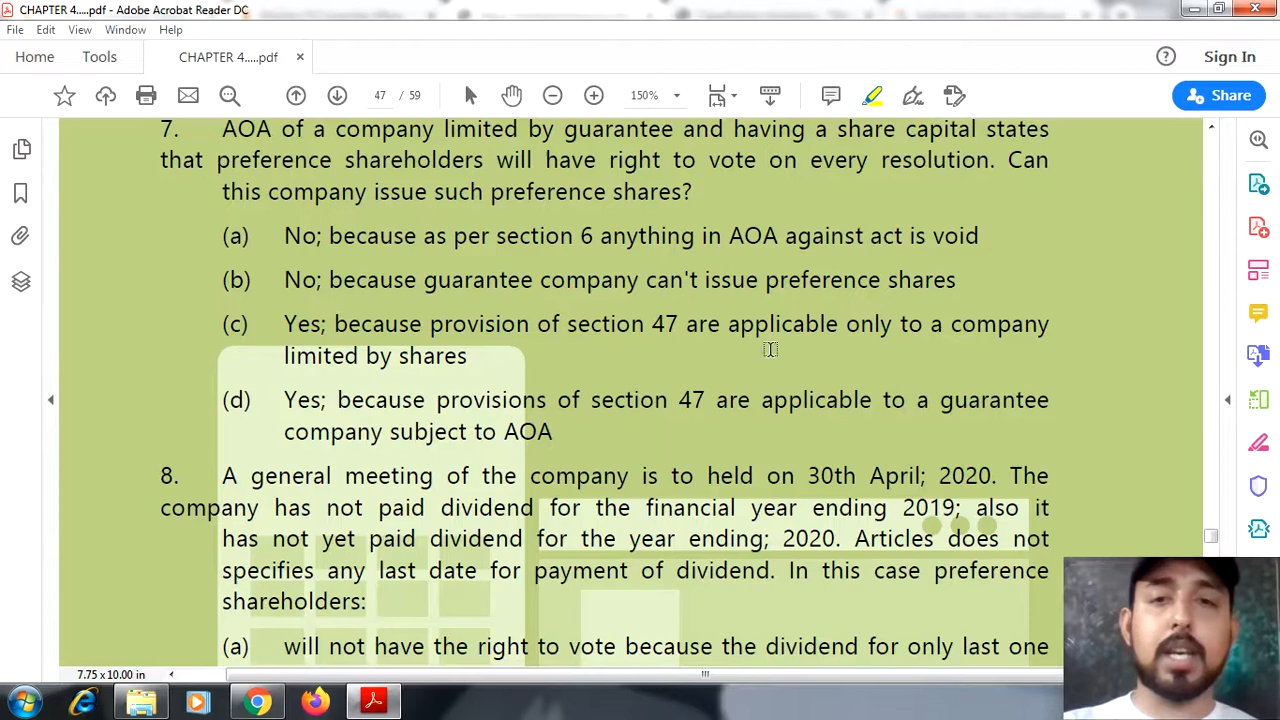 CHAPTER 4.....pdf - Adobe Acrobat Reader DC
File Edit View Window Help
Home Tools CHAPTER 4.....pdf × Sign In
47 / 59 150% Share
7. AOA of a company limited by guarantee and having a share capital states
that preference shareholders will have right to vote on every resolution. Can
this company issue such preference shares?
(a) No; because as per section 6 anything in AOA against act is void
(b) No; because guarantee company can't issue preference shares
(c) Yes; because provision of section 47 are applicable only to a company
limited by shares
(d) Yes; because provisions of section 47 are applicable to a guarantee
company subject to AOA
8. A general meeting of the company is to held on 30th April; 2020. The
company has not paid dividend for the financial year ending 2019; also it
has not yet paid dividend for the year ending; 2020. Articles does not
specifies any last date for payment of dividend. In this case preference
shareholders:
(a) will not have the right to vote because the dividend for only last one
7.75 x 10.00 in